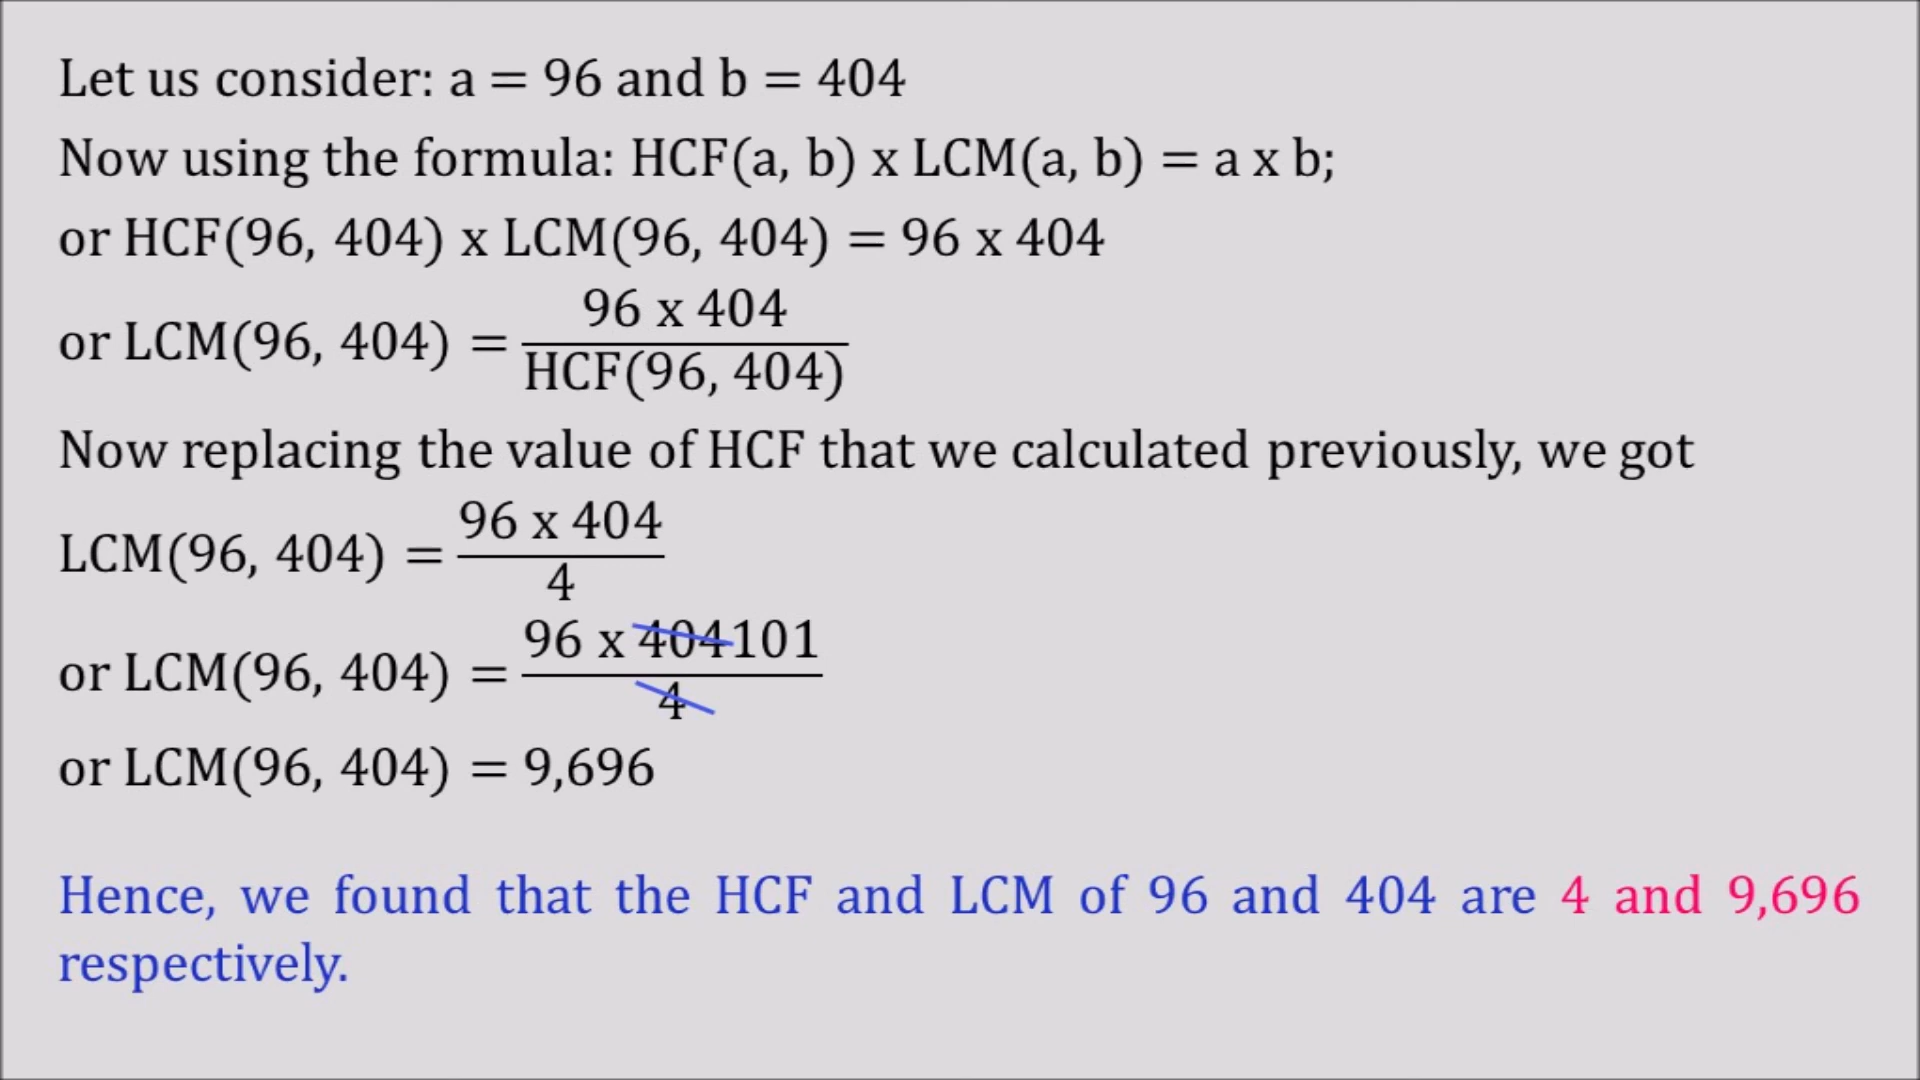 Let us consider: a = 96 and b = 404
Now using the formula: HCF(a, b) x LCM(a, b) = a x b;
or HCF(96, 404) x LCM(96, 404) = 96 x 404
96 x 404
or LCM(96, 404) =
HCF(96, 404)
Now replacing the value of HCF that we calculated previously, we got
96 x 404
LCM(96, 404) =
4
96 x 404101
or LCM(96, 404) =
4
or LCM(96, 404) = 9,696
Hence, we found that the HCF and LCM of 96 and 404 are 4 and 9,696
respectively.